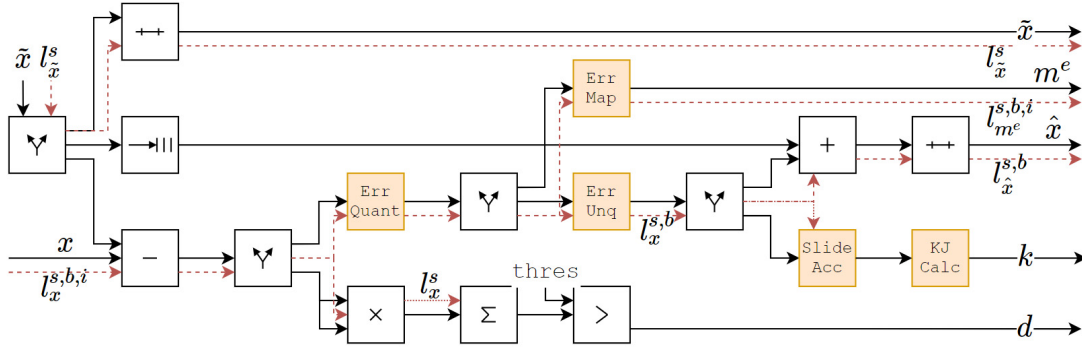 x̃
x̃ l^s_x̃
l^s_x̃
Err
Map
m^e
l^{s,b,i}_{m^e}
x̂
+
Err
Quant
Err
Unq
l^{s,b}_x
l^{s,b}_x̂
x
l^{s,b,i}_x
−
Slide
Acc
KJ
Calc
k
l^s_x
thres
×
Σ
>
d